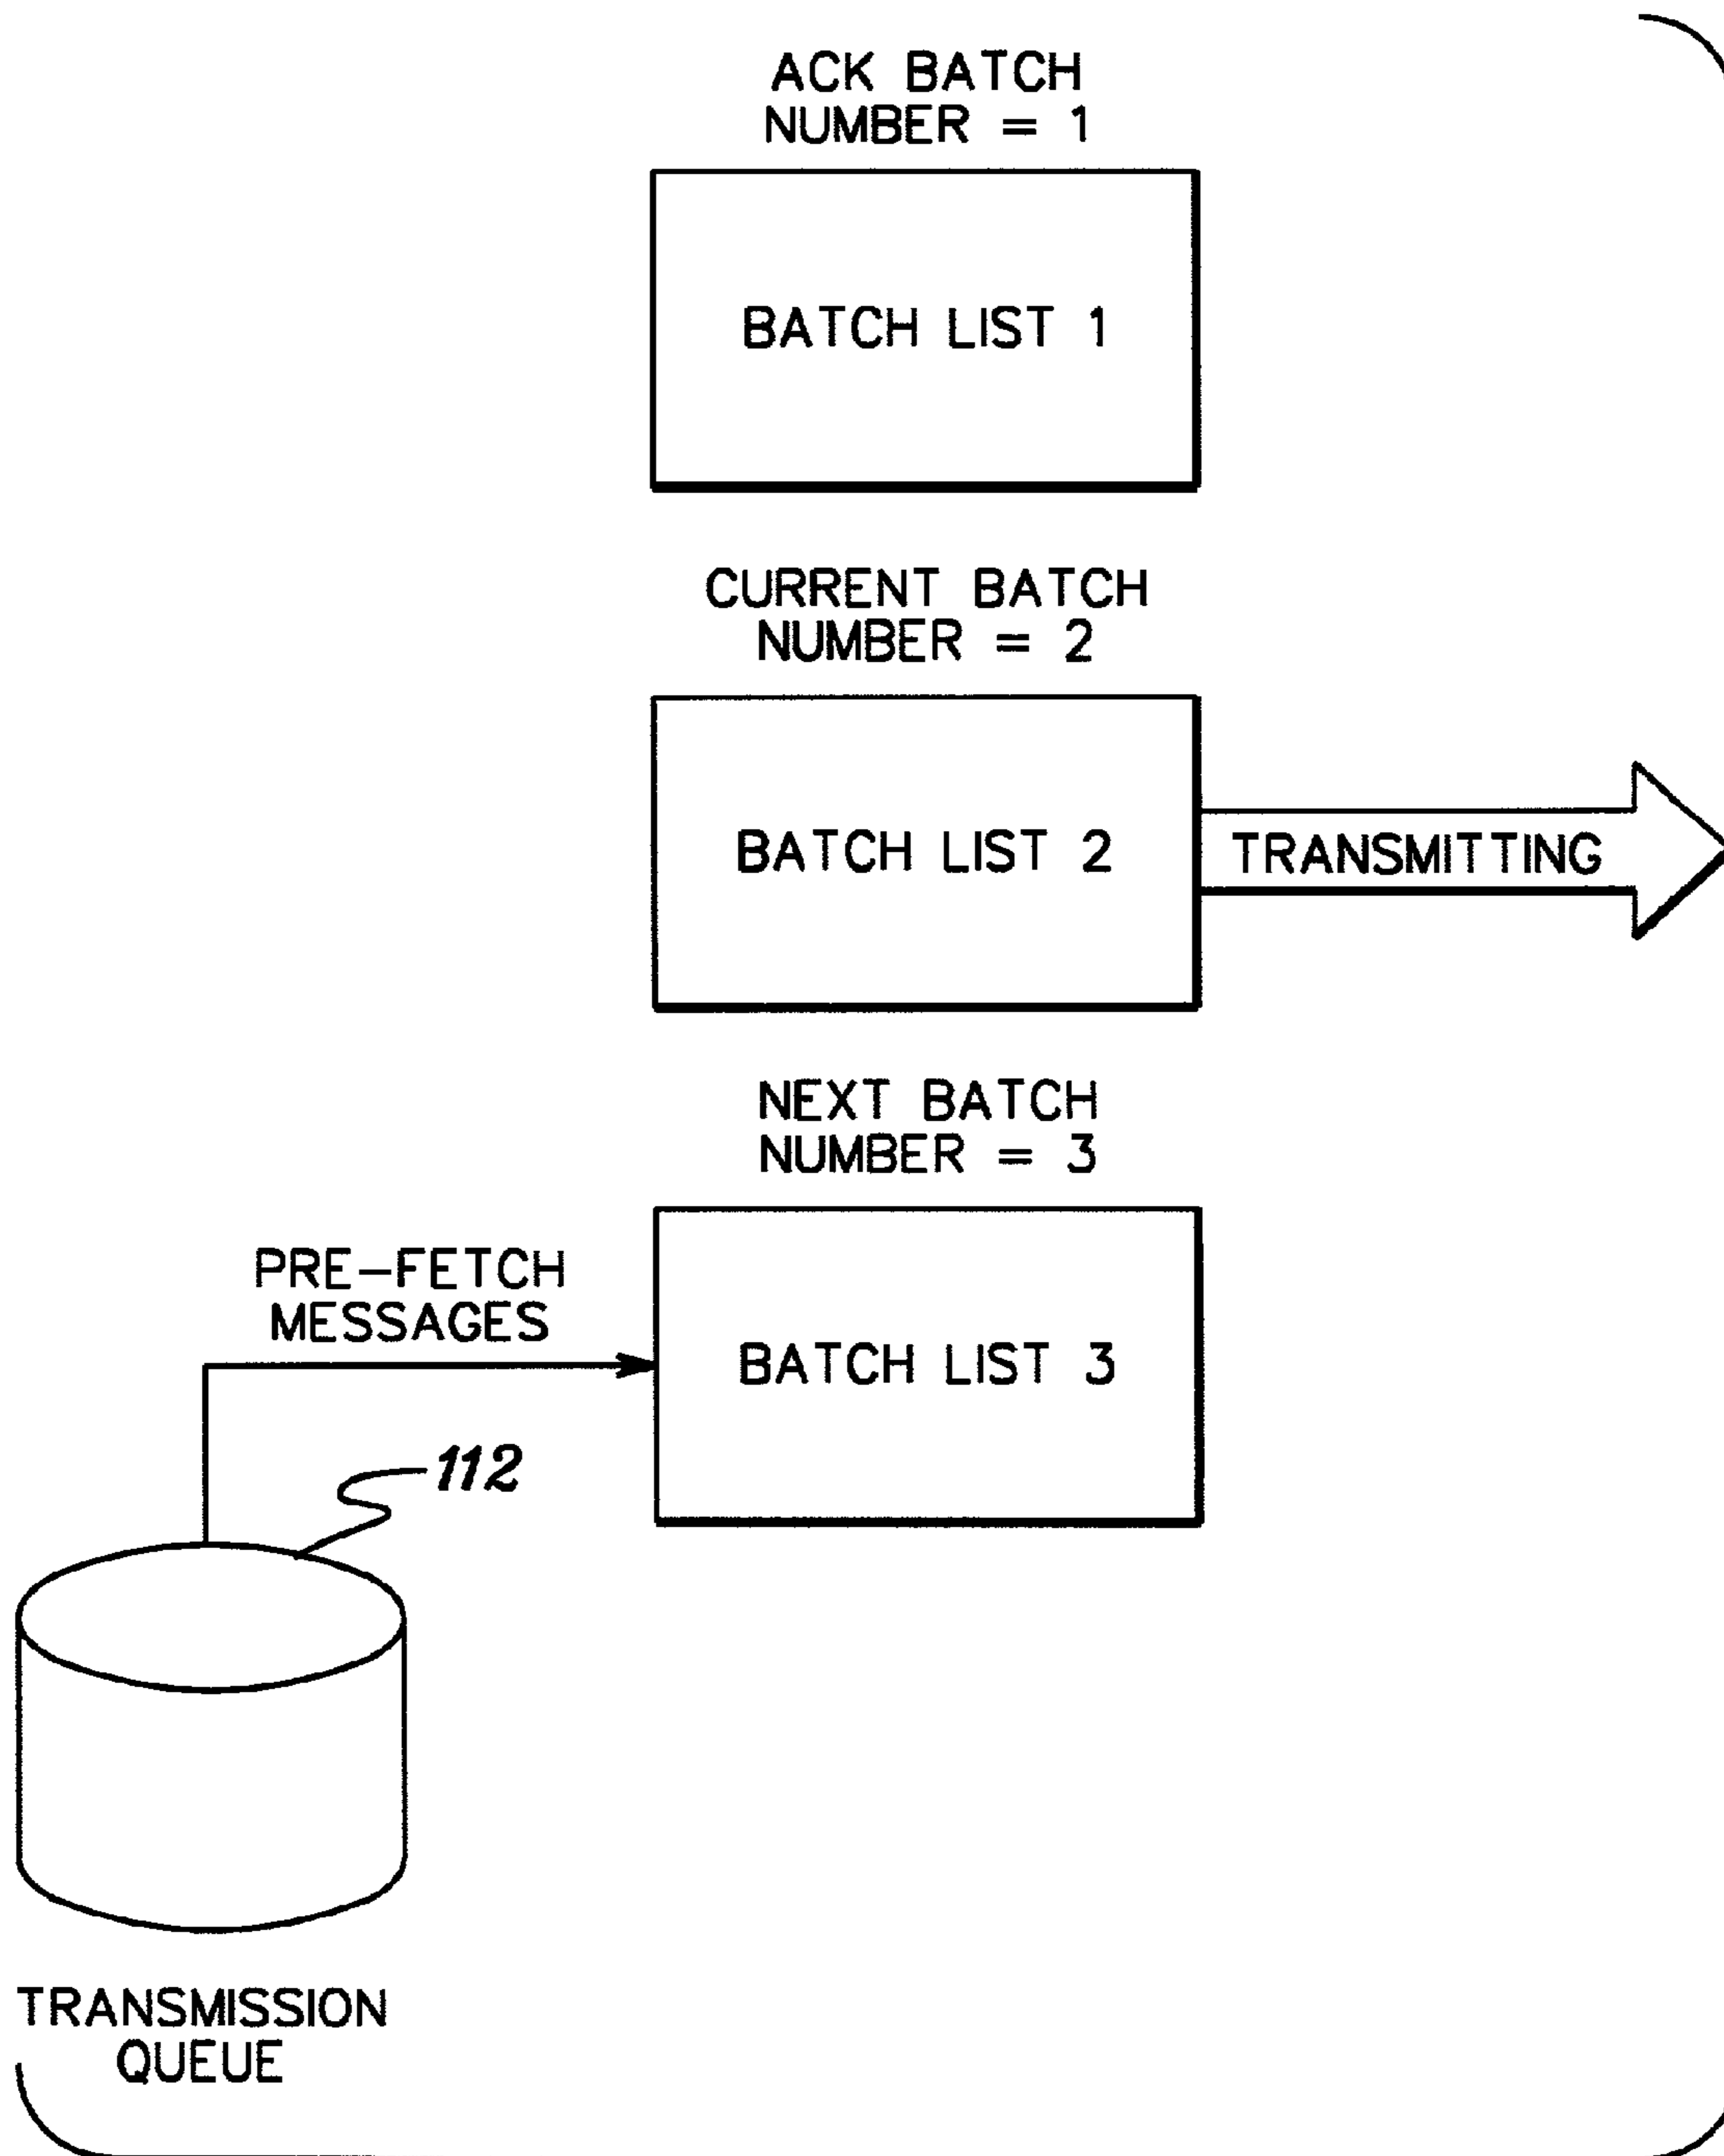 ACK BATCH
NUMBER = 1
BATCH LIST 1
CURRENT BATCH
NUMBER = 2
BATCH LIST 2
TRANSMITTING
NEXT BATCH
NUMBER = 3
PRE-FETCH
MESSAGES
BATCH LIST 3
112
TRANSMISSION
QUEUE